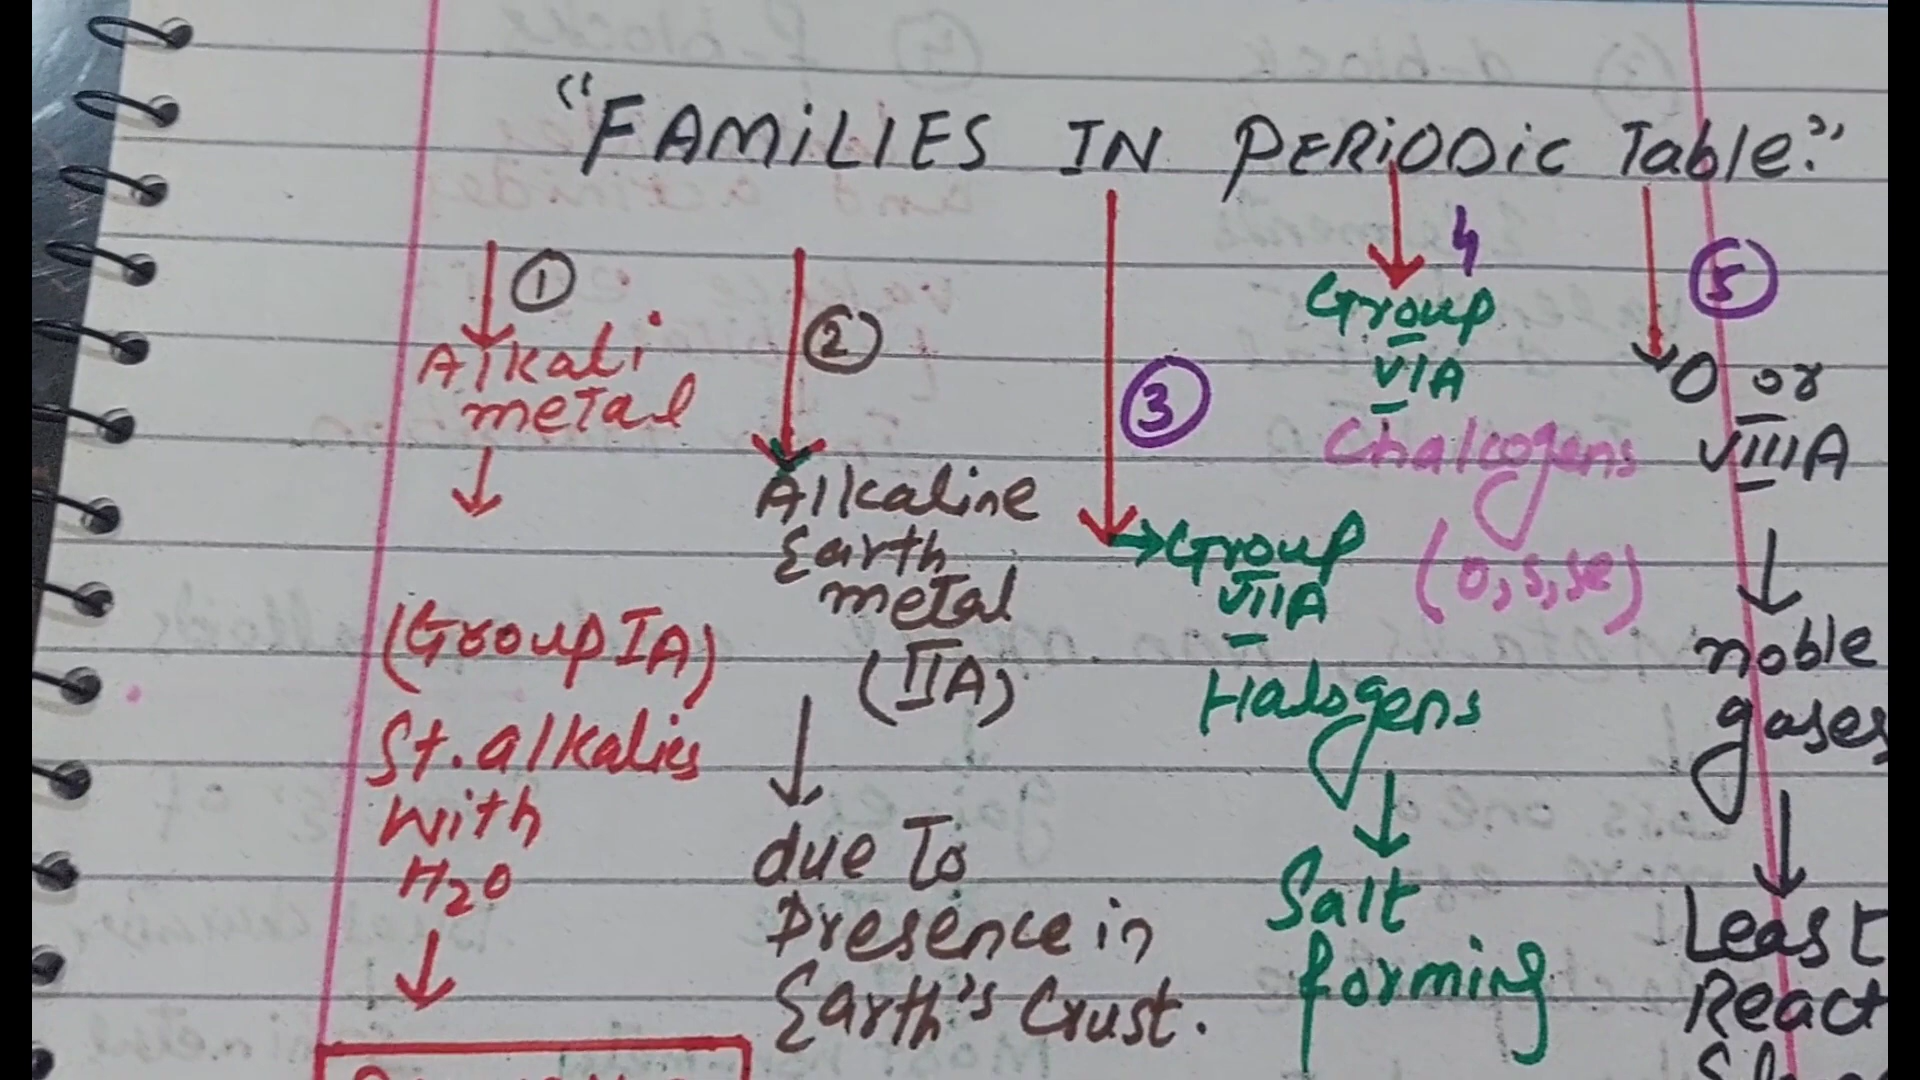 "FAMILIES IN PERIODIC Table."
①
Alkali
metal
(Group IA)
St. alkalies
with
H2O
②
Alkaline
Earth
metal
(IIA)
due To
Presence in
Earth's Crust.
③
Group
VIIA
Halogens
Salt
forming
4
Group
VIA
Chalcogens
(O, S, Se)
⑤
O or
VIIIA
noble
gases
Least
React